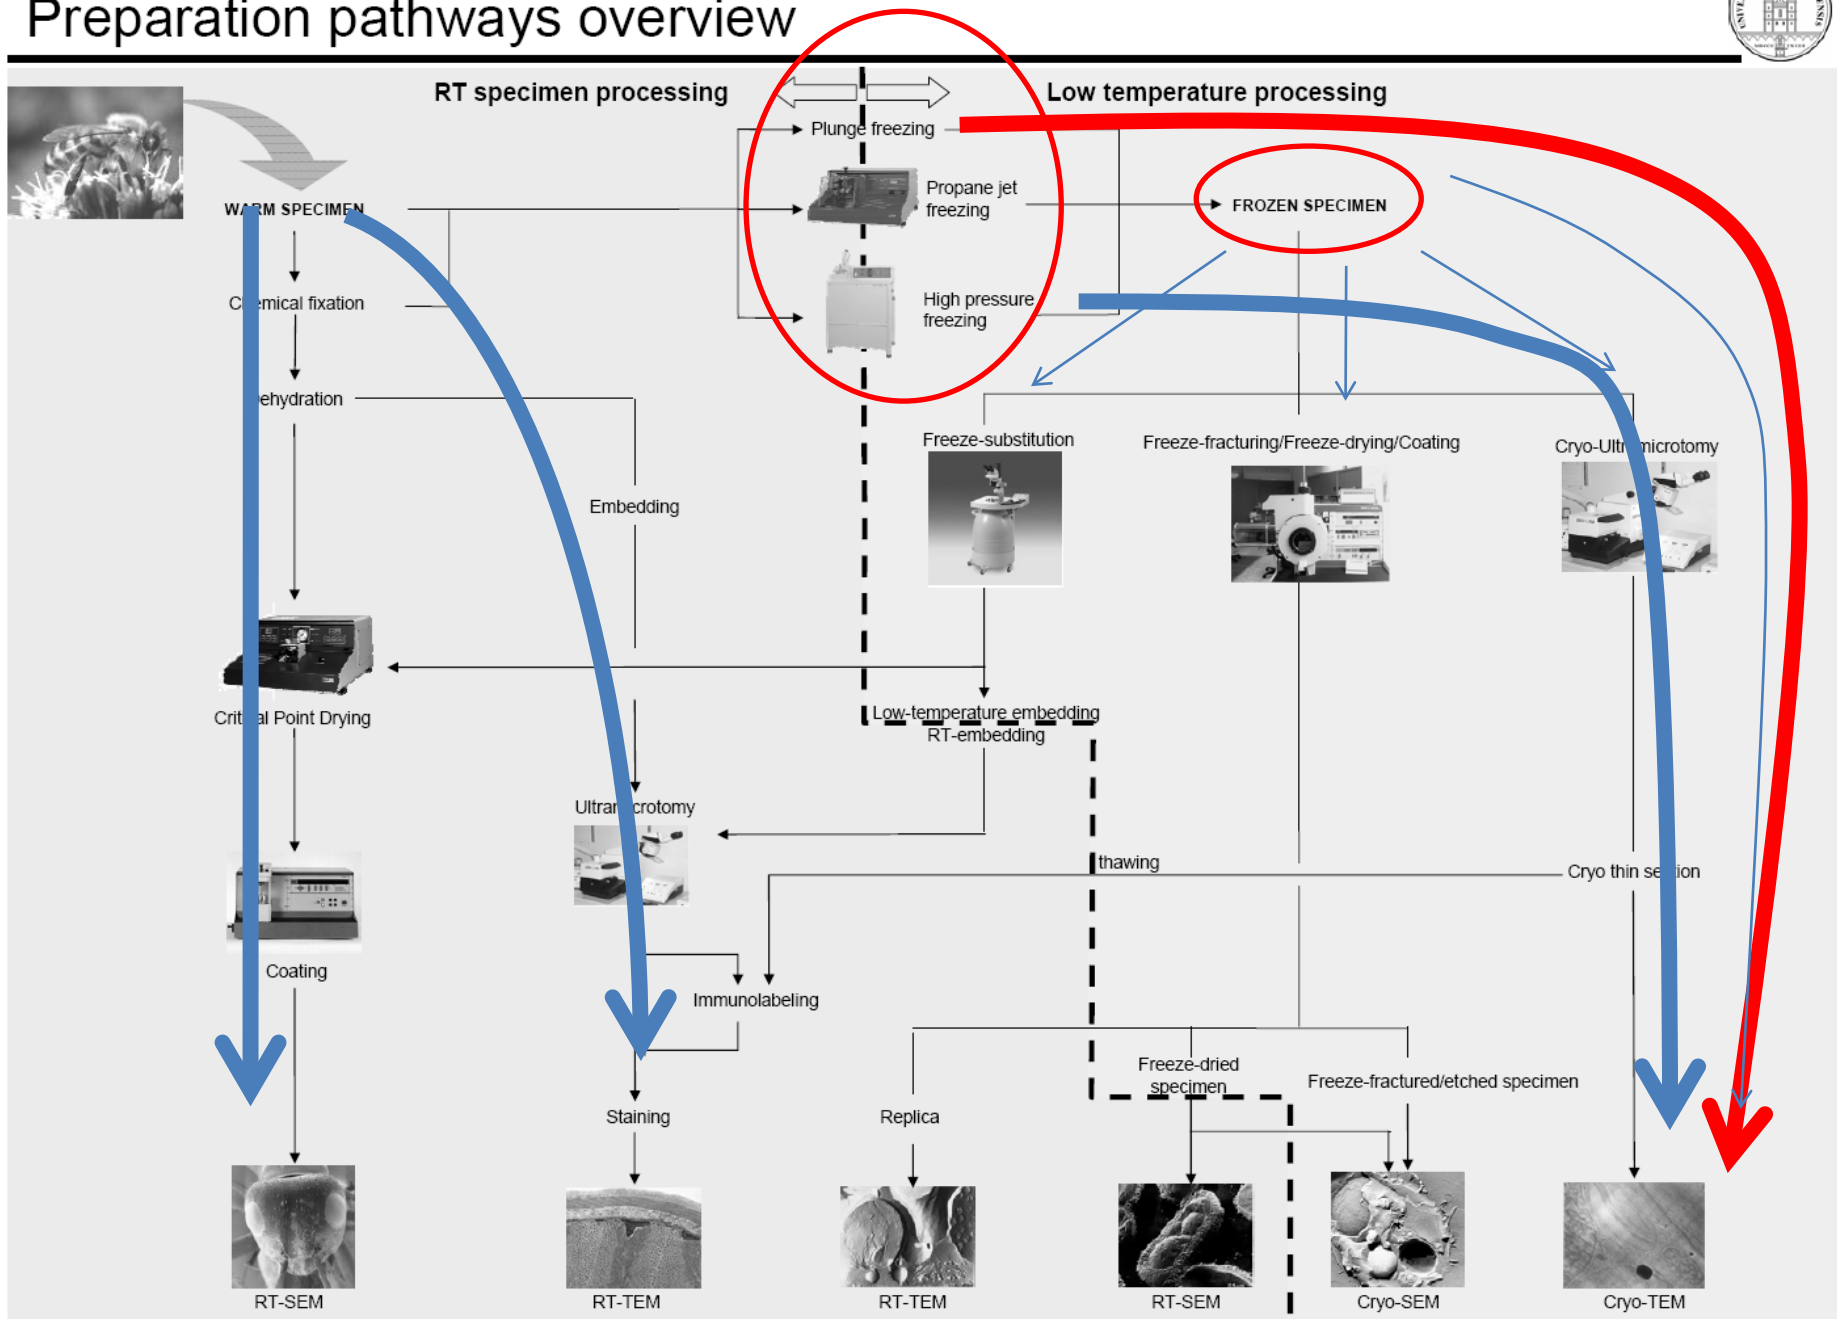 Preparation pathways overview
RT specimen processing
Low temperature processing
Plunge freezing
Propane jet
freezing
WARM SPECIMEN
FROZEN SPECIMEN
Chemical fixation
High pressure
freezing
Dehydration
Freeze-substitution
Freeze-fracturing/Freeze-drying/Coating
Cryo-Ultramicrotomy
Embedding
Critical Point Drying
Low-temperature embedding
RT-embedding
Ultramicrotomy
thawing
Cryo thin section
Coating
Immunolabeling
Freeze-dried
specimen
Freeze-fractured/etched specimen
Staining
Replica
RT-SEM
RT-TEM
RT-TEM
RT-SEM
Cryo-SEM
Cryo-TEM